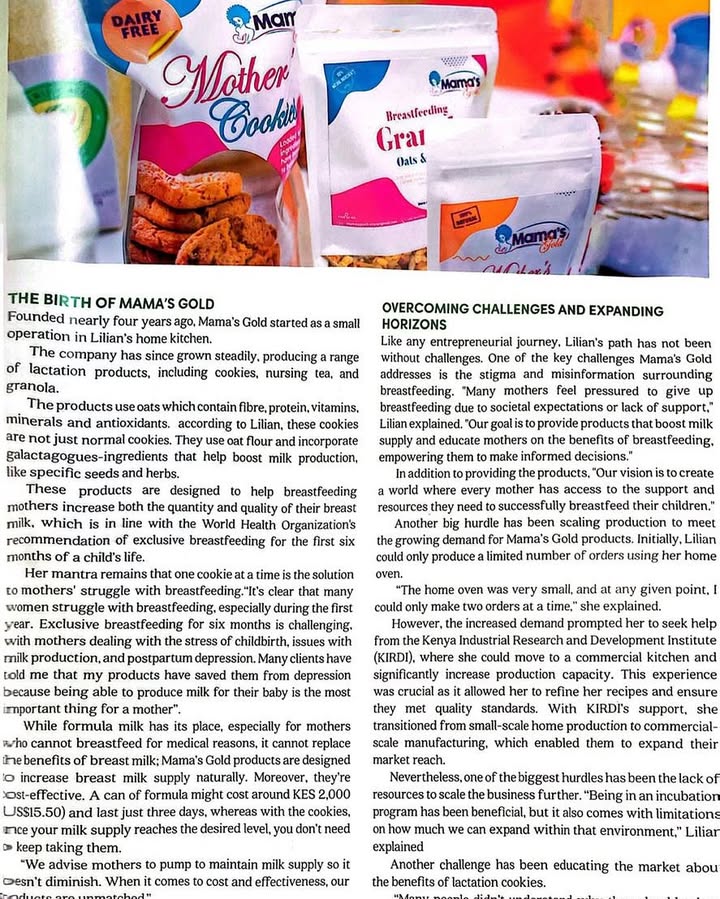 DAIRY
FREE
Mam
Mother'
Cookie
Mama's
Gold
Breastfeeding
Gra
Oats &
100%
NATURAL
Mama's
Gold
Mother's
THE BIRTH OF MAMA'S GOLD
Founded nearly four years ago, Mama's Gold started as a small
operation in Lilian's home kitchen.
The company has since grown steadily, producing a range
of lactation products, including cookies, nursing tea, and
granola.
The products use oats which contain fibre, protein, vitamins,
minerals and antioxidants. according to Lilian, these cookies
are not just normal cookies. They use oat flour and incorporate
galactagogues-ingredients that help boost milk production,
like specific seeds and herbs.
These products are designed to help breastfeeding
mothers increase both the quantity and quality of their breast
milk, which is in line with the World Health Organization's
recommendation of exclusive breastfeeding for the first six
months of a child's life.
Her mantra remains that one cookie at a time is the solution
to mothers' struggle with breastfeeding."It's clear that many
women struggle with breastfeeding, especially during the first
year. Exclusive breastfeeding for six months is challenging,
with mothers dealing with the stress of childbirth, issues with
milk production, and postpartum depression. Many clients have
told me that my products have saved them from depression
because being able to produce milk for their baby is the most
important thing for a mother".
While formula milk has its place, especially for mothers
who cannot breastfeed for medical reasons, it cannot replace
the benefits of breast milk; Mama's Gold products are designed
to increase breast milk supply naturally. Moreover, they're
cost-effective. A can of formula might cost around KES 2,000
(US$15.50) and last just three days, whereas with the cookies,
once your milk supply reaches the desired level, you don't need
to keep taking them.
"We advise mothers to pump to maintain milk supply so it
doesn't diminish. When it comes to cost and effectiveness, our
products are unmatched."
OVERCOMING CHALLENGES AND EXPANDING
HORIZONS
Like any entrepreneurial journey, Lilian's path has not been
without challenges. One of the key challenges Mama's Gold
addresses is the stigma and misinformation surrounding
breastfeeding. "Many mothers feel pressured to give up
breastfeeding due to societal expectations or lack of support,"
Lilian explained. "Our goal is to provide products that boost milk
supply and educate mothers on the benefits of breastfeeding,
empowering them to make informed decisions."
In addition to providing the products, "Our vision is to create
a world where every mother has access to the support and
resources they need to successfully breastfeed their children."
Another big hurdle has been scaling production to meet
the growing demand for Mama's Gold products. Initially, Lilian
could only produce a limited number of orders using her home
oven.
"The home oven was very small, and at any given point, I
could only make two orders at a time," she explained.
However, the increased demand prompted her to seek help
from the Kenya Industrial Research and Development Institute
(KIRDI), where she could move to a commercial kitchen and
significantly increase production capacity. This experience
was crucial as it allowed her to refine her recipes and ensure
they met quality standards. With KIRDI's support, she
transitioned from small-scale home production to commercial-
scale manufacturing, which enabled them to expand their
market reach.
Nevertheless, one of the biggest hurdles has been the lack of
resources to scale the business further. "Being in an incubation
program has been beneficial, but it also comes with limitations
on how much we can expand within that environment," Lilian
explained
Another challenge has been educating the market abou
the benefits of lactation cookies.
"Many people didn't understand